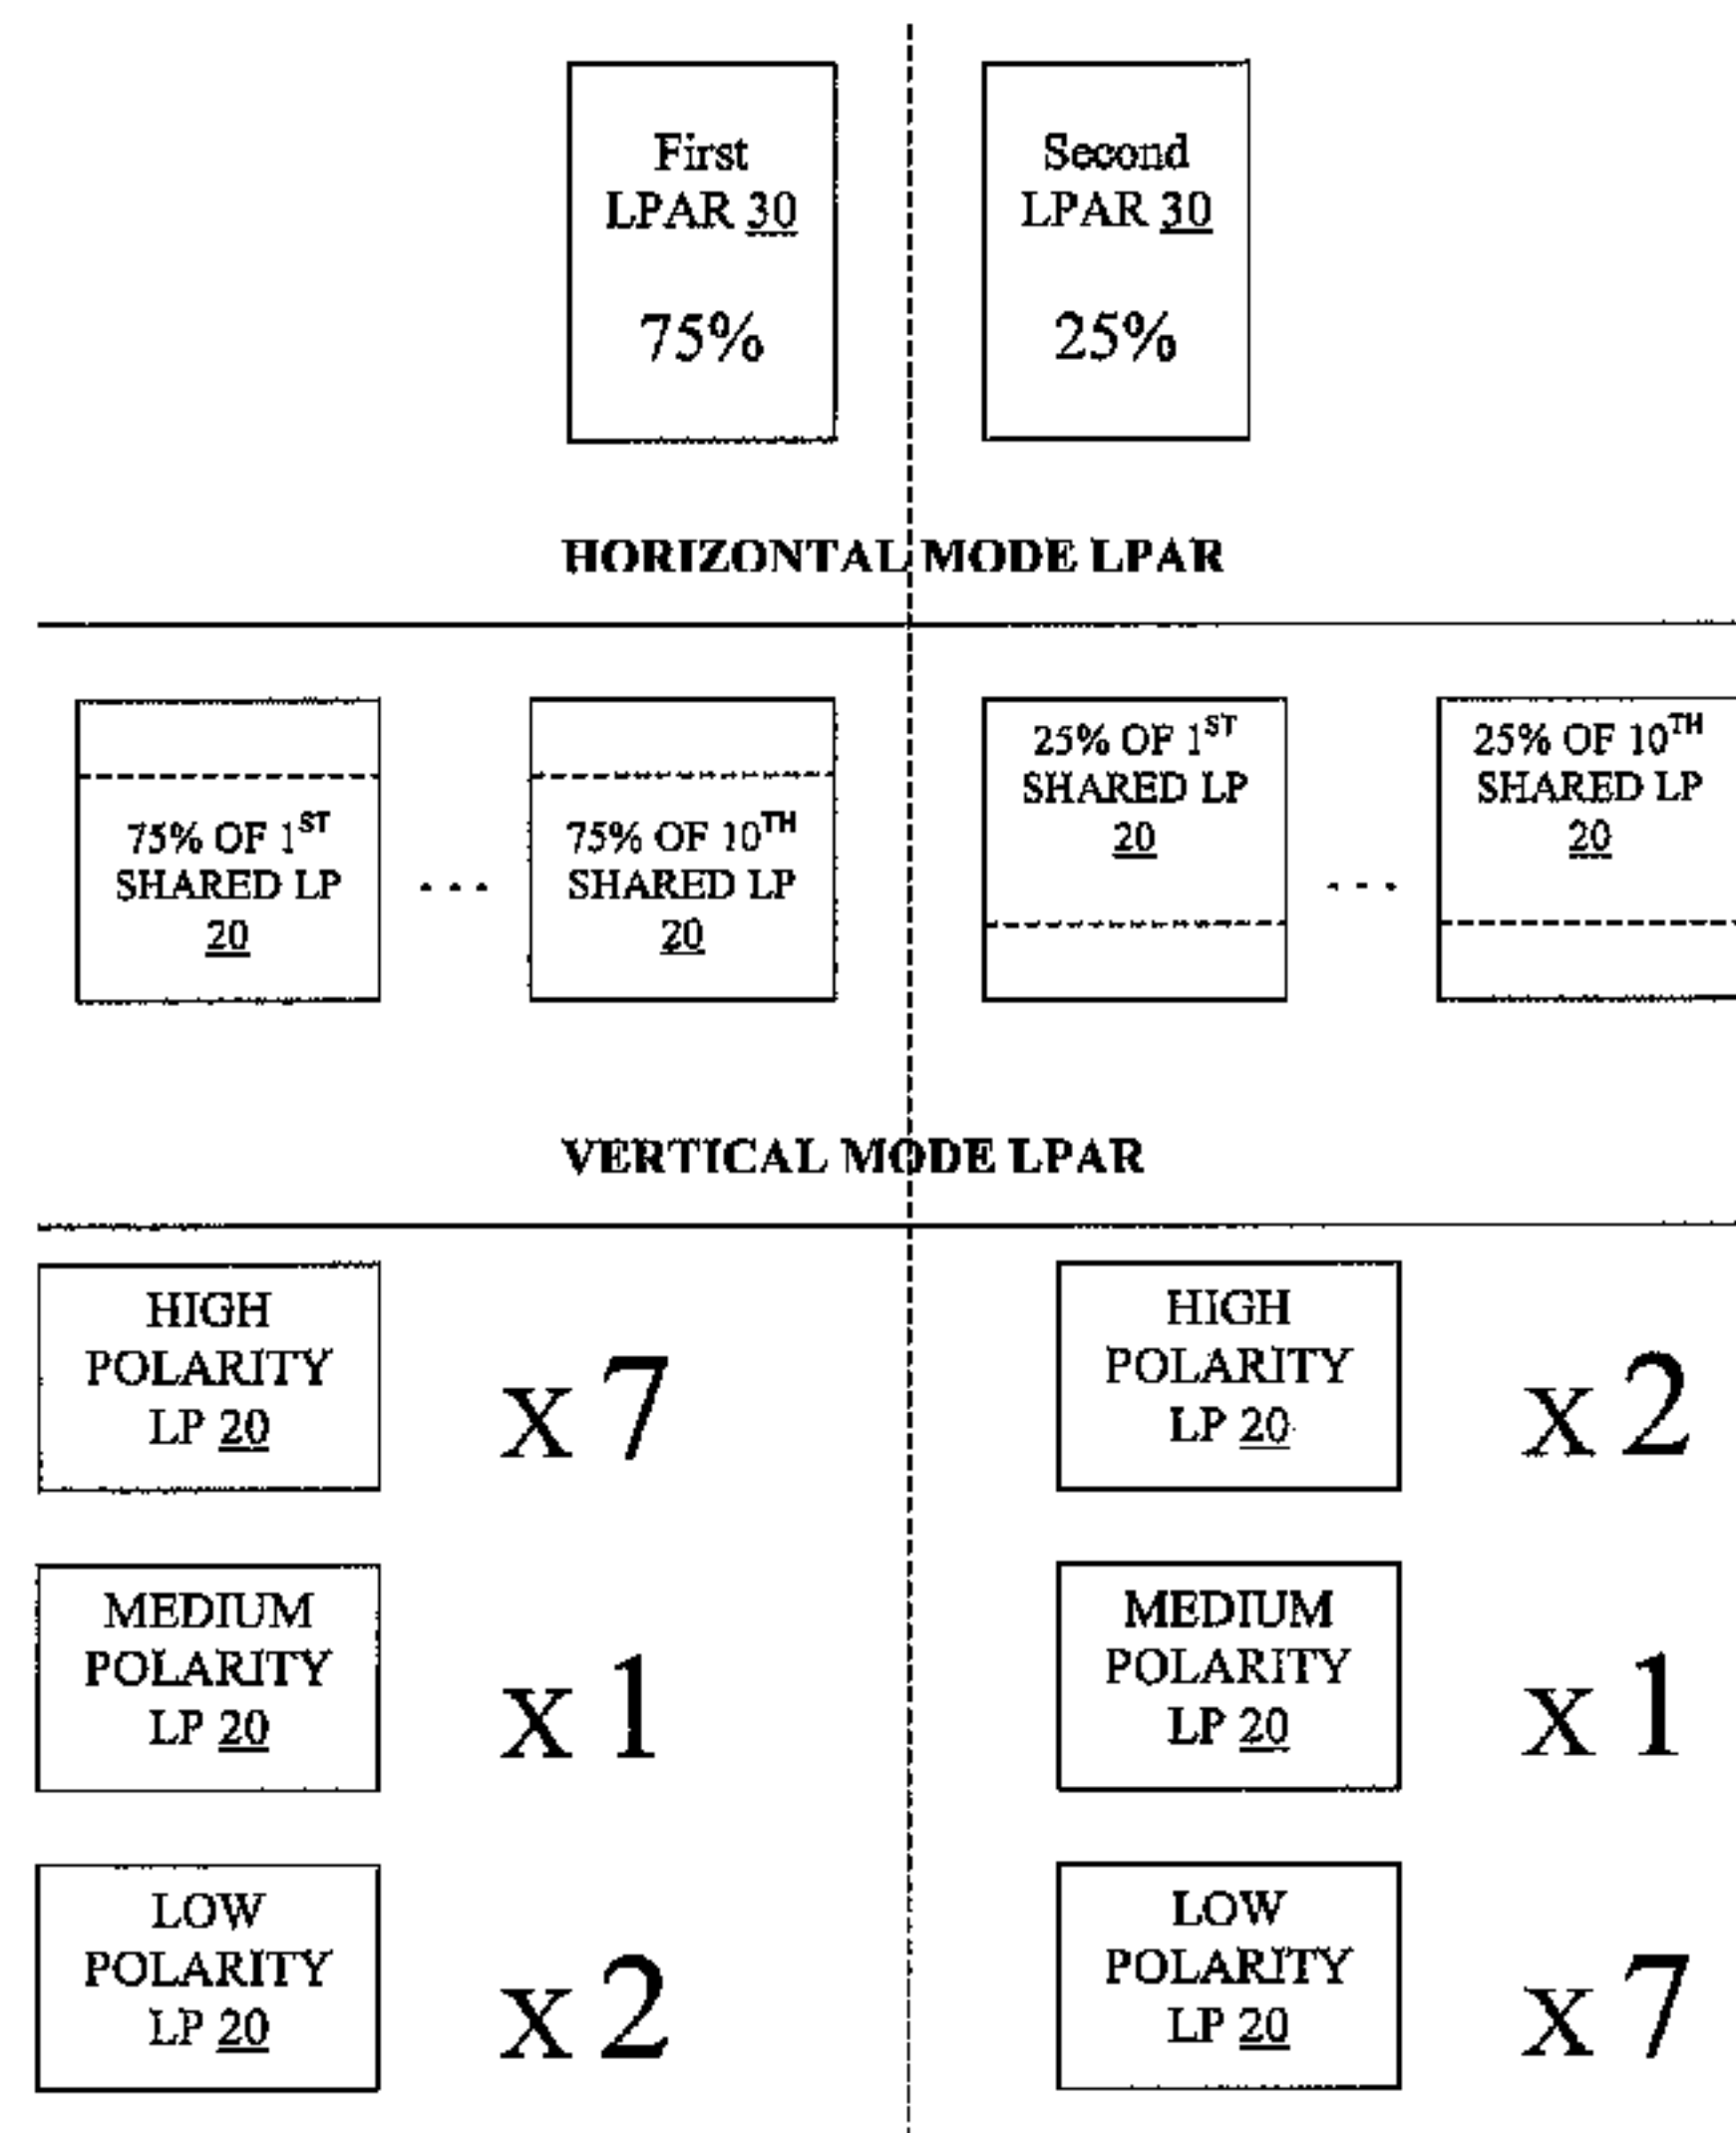 First
LPAR 30
75%
Second
LPAR 30
25%
HORIZONTAL MODE LPAR
75% OF 1ST
SHARED LP
20
...
75% OF 10TH
SHARED LP
20
25% OF 1ST
SHARED LP
20
...
25% OF 10TH
SHARED LP
20
VERTICAL MODE LPAR
HIGH
POLARITY
LP 20
x 7
HIGH
POLARITY
LP 20
x 2
MEDIUM
POLARITY
LP 20
x 1
MEDIUM
POLARITY
LP 20
x 1
LOW
POLARITY
LP 20
x 2
LOW
POLARITY
LP 20
x 7